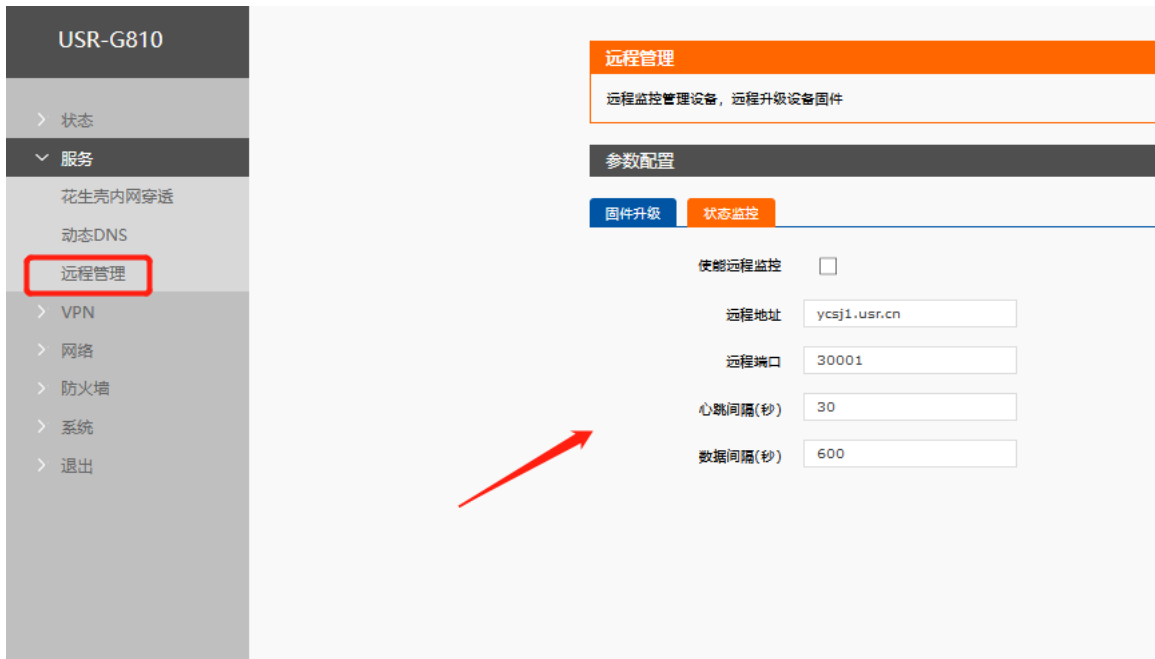 USR-G810
状态
服务
花生壳内网穿透
动态DNS
远程管理
VPN
网络
防火墙
系统
退出
远程管理
远程监控管理设备，远程升级设备固件
参数配置
固件升级 状态监控
使能远程监控
远程地址 ycsj1.usr.cn
远程端口 30001
心跳间隔(秒) 30
数据间隔(秒) 600